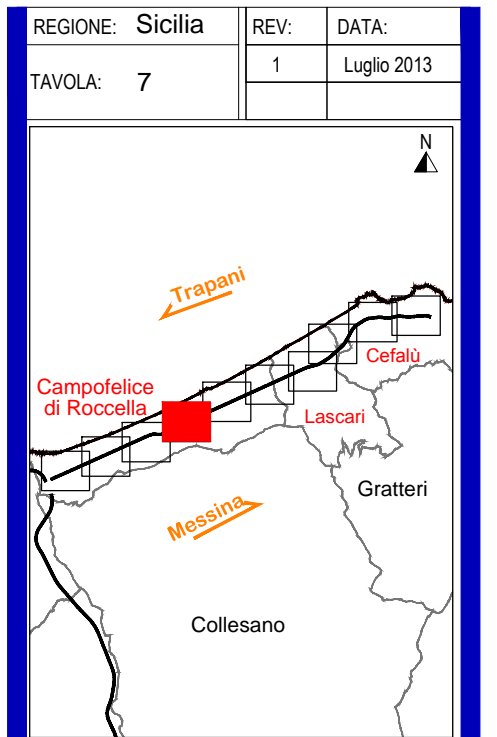 REGIONE: Sicilia
REV: DATA:
TAVOLA: 7
1 Luglio 2013
N
Trapani
Cefalù
Campofelice
di Roccella
Lascari
Gratteri
Messina
Collesano